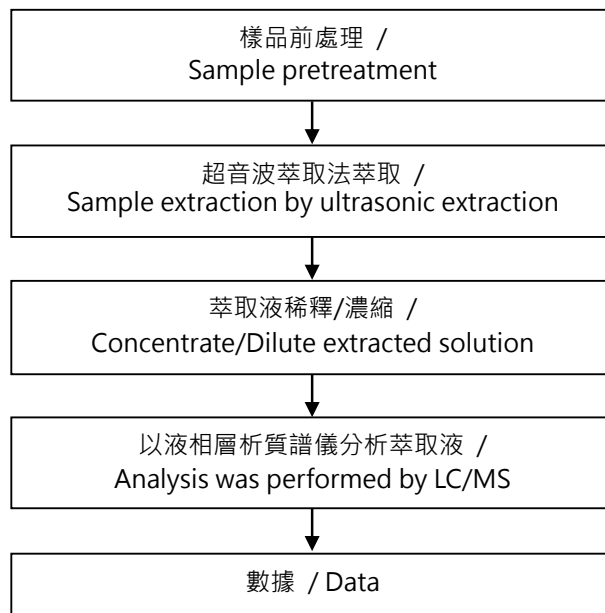 樣品前處理 /
Sample pretreatment
超音波萃取法萃取 /
Sample extraction by ultrasonic extraction
萃取液稀釋/濃縮 /
Concentrate/Dilute extracted solution
以液相層析質譜儀分析萃取液 /
Analysis was performed by LC/MS
數據 / Data